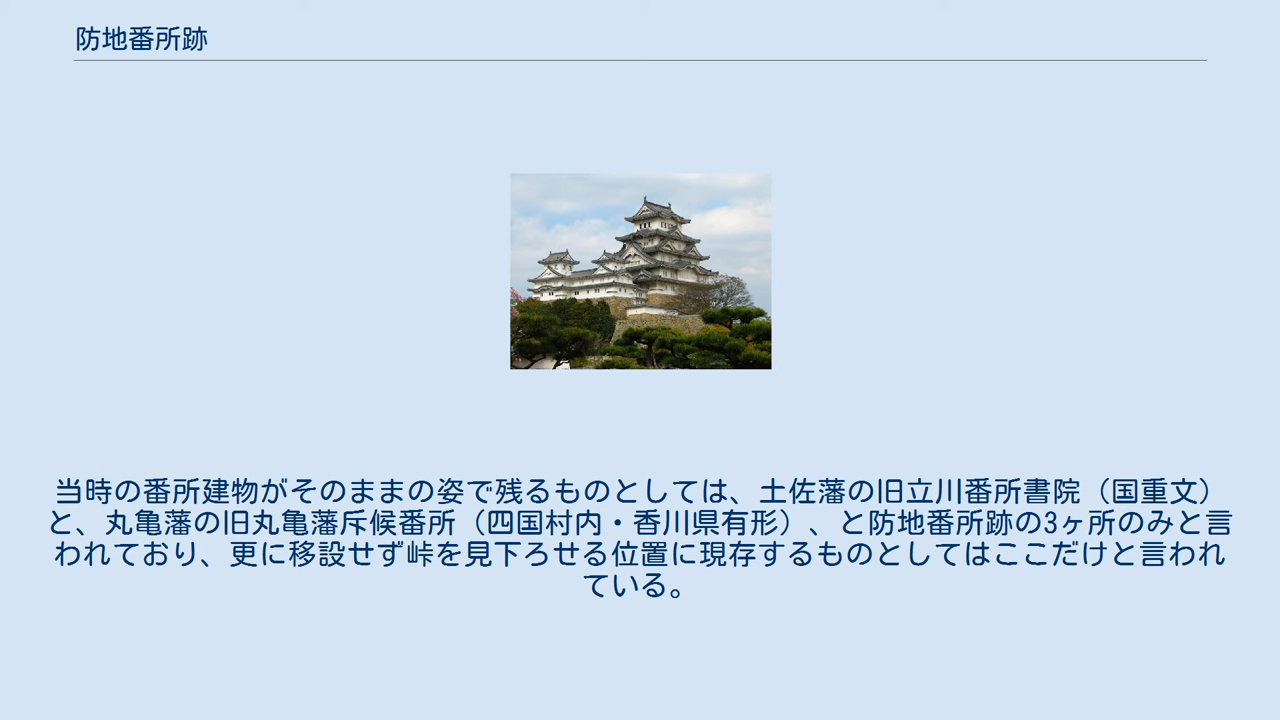 防地番所跡
当時の番所建物がそのままの姿で残るものとしては、土佐藩の旧立川番所書院（国重文）
と、丸亀藩の旧丸亀藩斥候番所（四国村内・香川県有形）、と防地番所跡の3ヶ所のみと言
われており、更に移設せず峠を見下ろせる位置に現存するものとしてはここだけと言われ
ている。